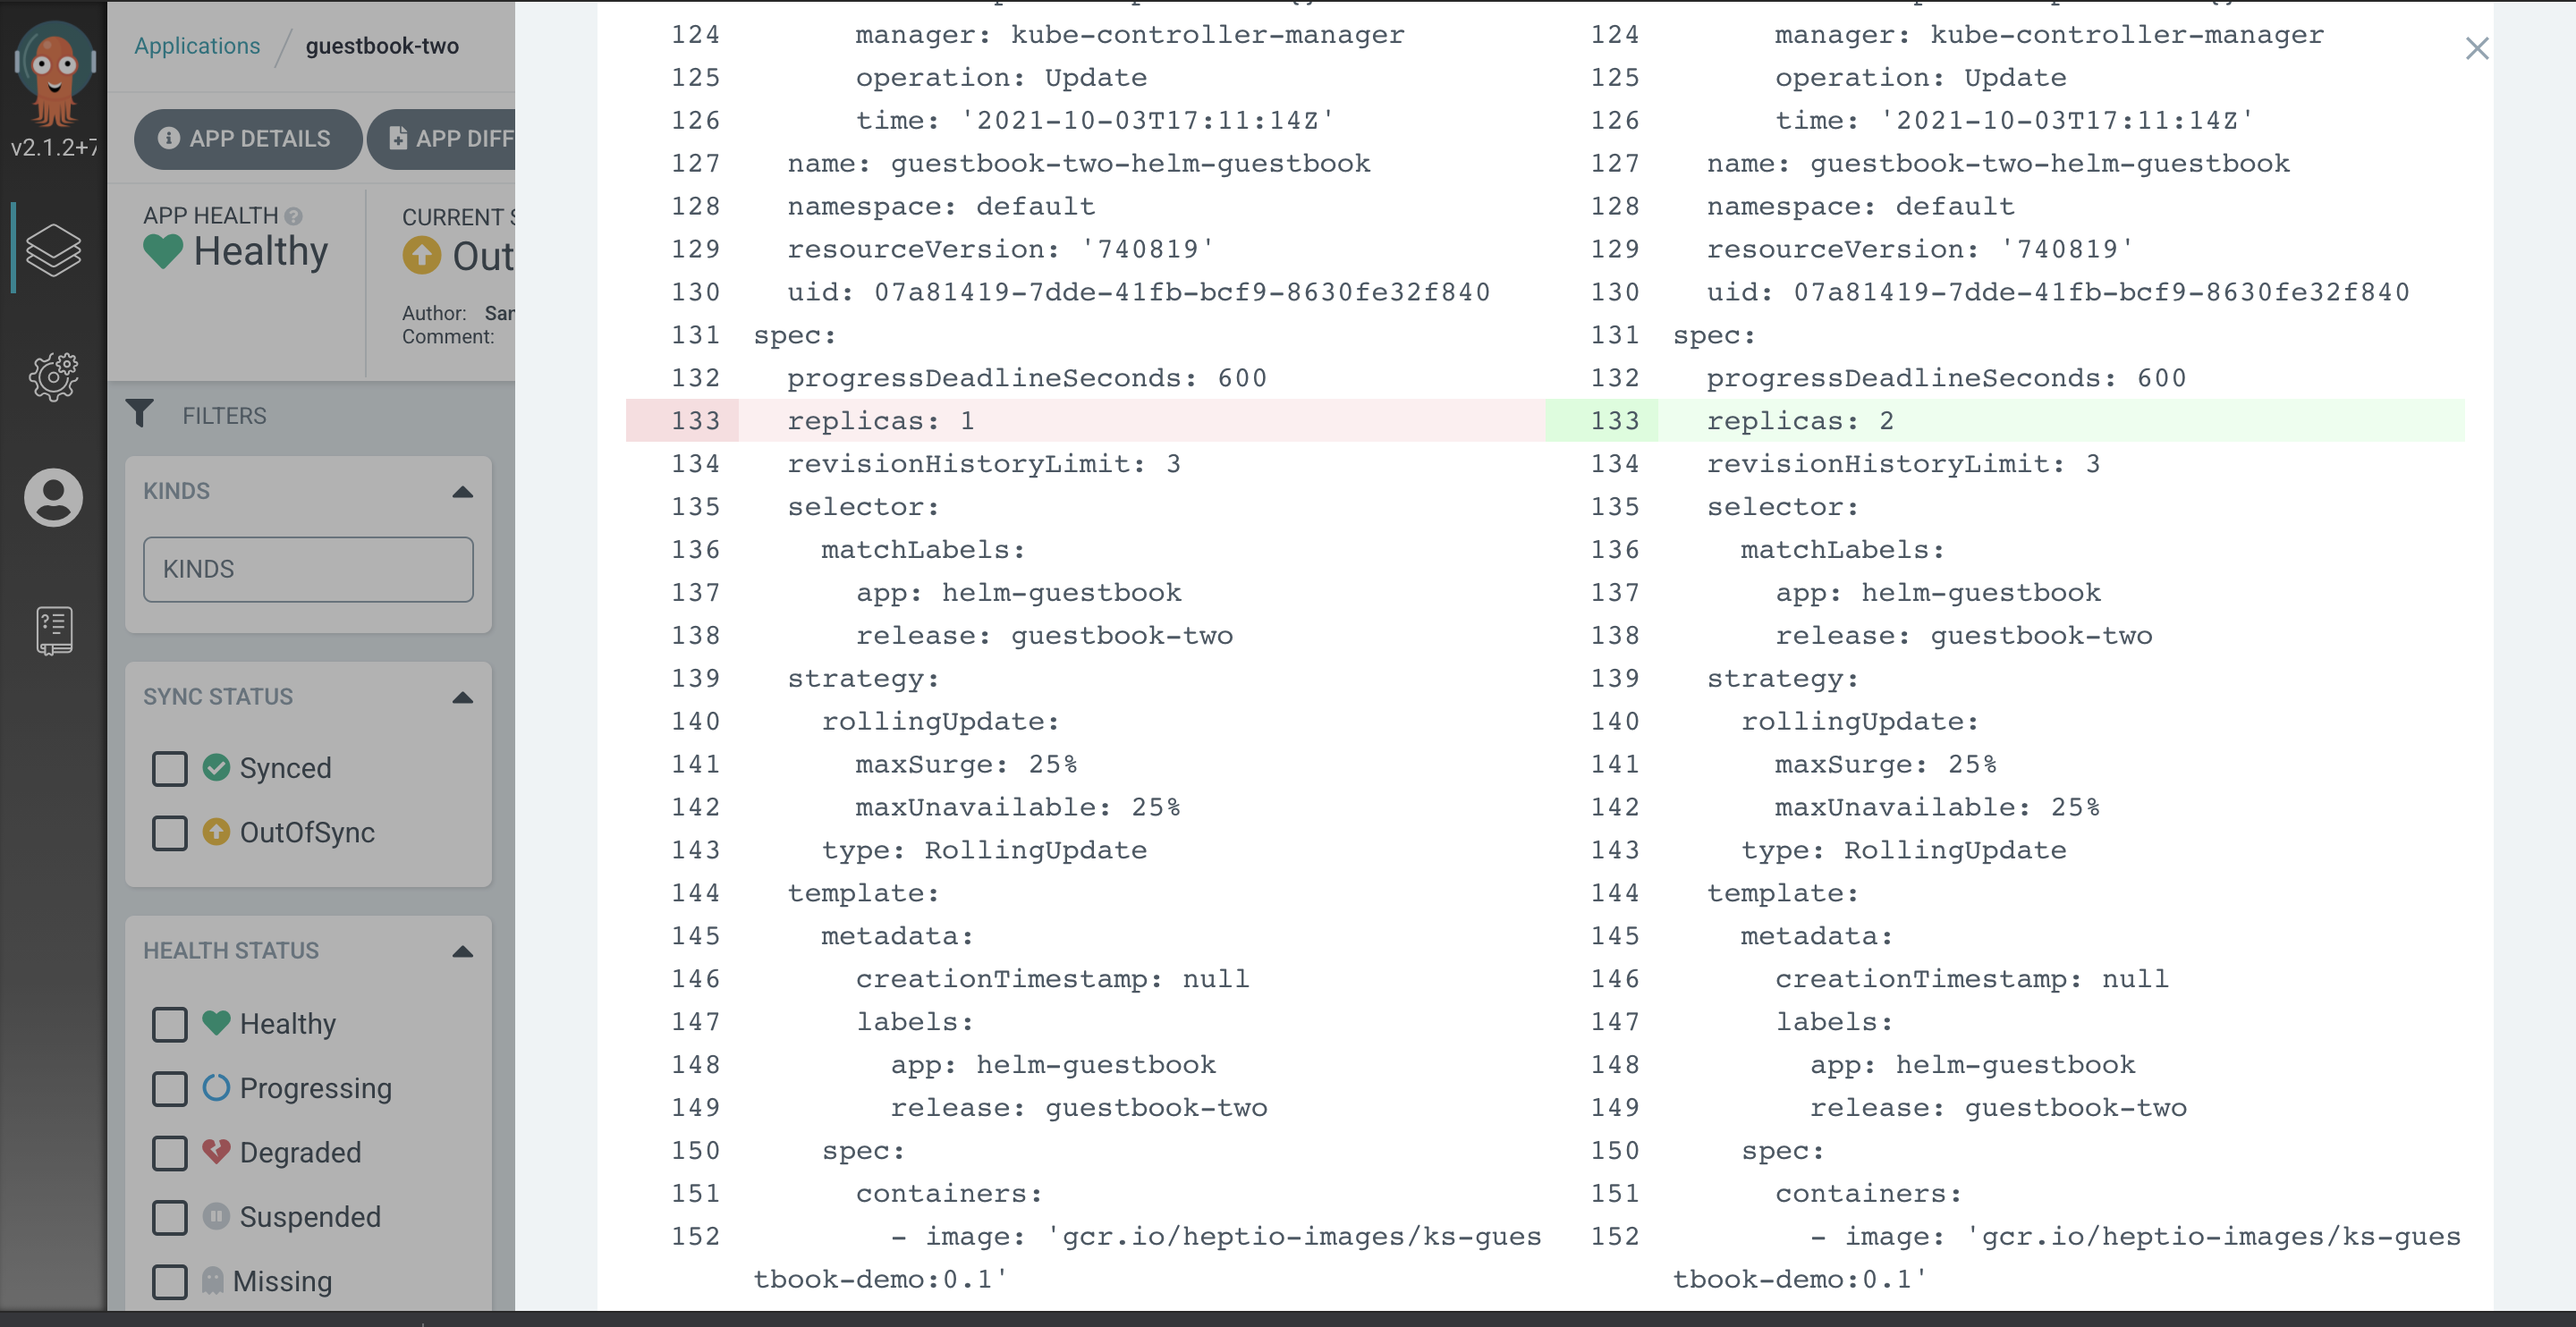 v2.1.2+7
Applications / guestbook-two
APP DETAILS
APP DIFF
APP HEALTH
Healthy
CURRENT S
Out
Author: Sar
Comment:
FILTERS
KINDS
KINDS
SYNC STATUS
Synced
OutOfSync
HEALTH STATUS
Healthy
Progressing
Degraded
Suspended
Missing
124 manager: kube-controller-manager
125 operation: Update
126 time: '2021-10-03T17:11:14Z'
127 name: guestbook-two-helm-guestbook
128 namespace: default
129 resourceVersion: '740819'
130 uid: 07a81419-7dde-41fb-bcf9-8630fe32f840
131 spec:
132 progressDeadlineSeconds: 600
133 replicas: 1
134 revisionHistoryLimit: 3
135 selector:
136 matchLabels:
137 app: helm-guestbook
138 release: guestbook-two
139 strategy:
140 rollingUpdate:
141 maxSurge: 25%
142 maxUnavailable: 25%
143 type: RollingUpdate
144 template:
145 metadata:
146 creationTimestamp: null
147 labels:
148 app: helm-guestbook
149 release: guestbook-two
150 spec:
151 containers:
152 - image: 'gcr.io/heptio-images/ks-gues
tbook-demo:0.1'
124 manager: kube-controller-manager
125 operation: Update
126 time: '2021-10-03T17:11:14Z'
127 name: guestbook-two-helm-guestbook
128 namespace: default
129 resourceVersion: '740819'
130 uid: 07a81419-7dde-41fb-bcf9-8630fe32f840
131 spec:
132 progressDeadlineSeconds: 600
133 replicas: 2
134 revisionHistoryLimit: 3
135 selector:
136 matchLabels:
137 app: helm-guestbook
138 release: guestbook-two
139 strategy:
140 rollingUpdate:
141 maxSurge: 25%
142 maxUnavailable: 25%
143 type: RollingUpdate
144 template:
145 metadata:
146 creationTimestamp: null
147 labels:
148 app: helm-guestbook
149 release: guestbook-two
150 spec:
151 containers:
152 - image: 'gcr.io/heptio-images/ks-gues
tbook-demo:0.1'